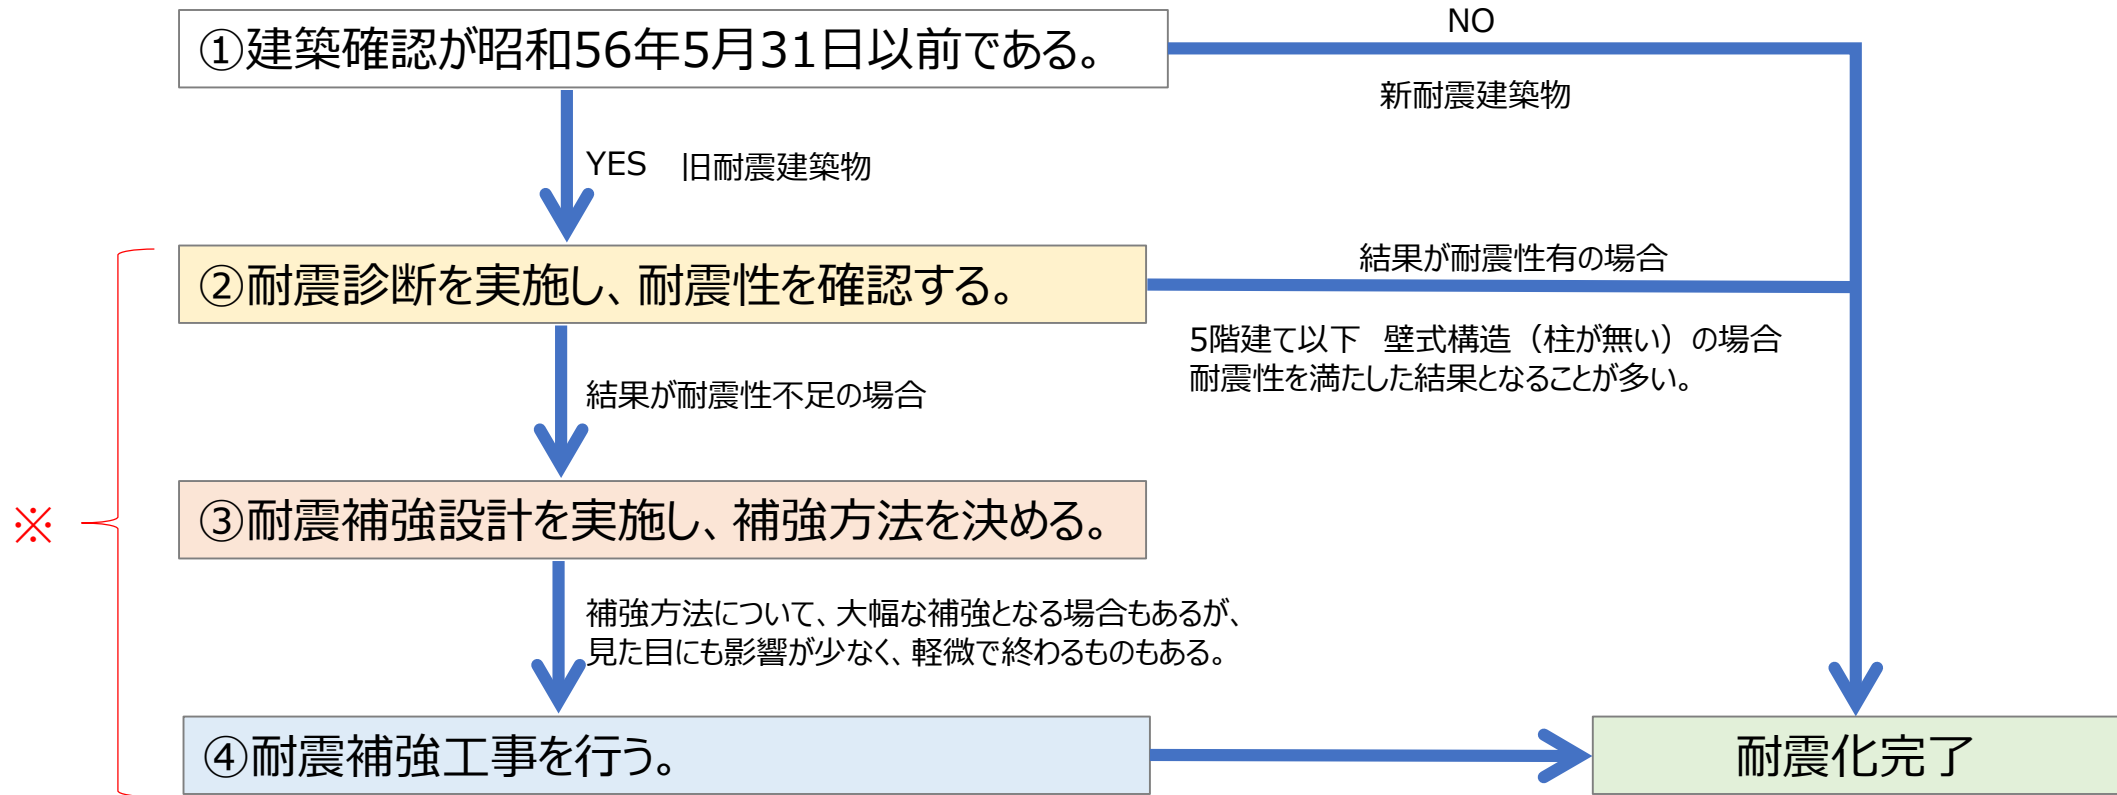 ①建築確認が昭和56年5月31日以前である。
NO
新耐震建築物
YES　旧耐震建築物
②耐震診断を実施し、耐震性を確認する。
結果が耐震性有の場合
5階建て以下　壁式構造（柱が無い）の場合
耐震性を満たした結果となることが多い。
結果が耐震性不足の場合
※
③耐震補強設計を実施し、補強方法を決める。
補強方法について、大幅な補強となる場合もあるが、
見た目にも影響が少なく、軽微で終わるものもある。
④耐震補強工事を行う。
耐震化完了